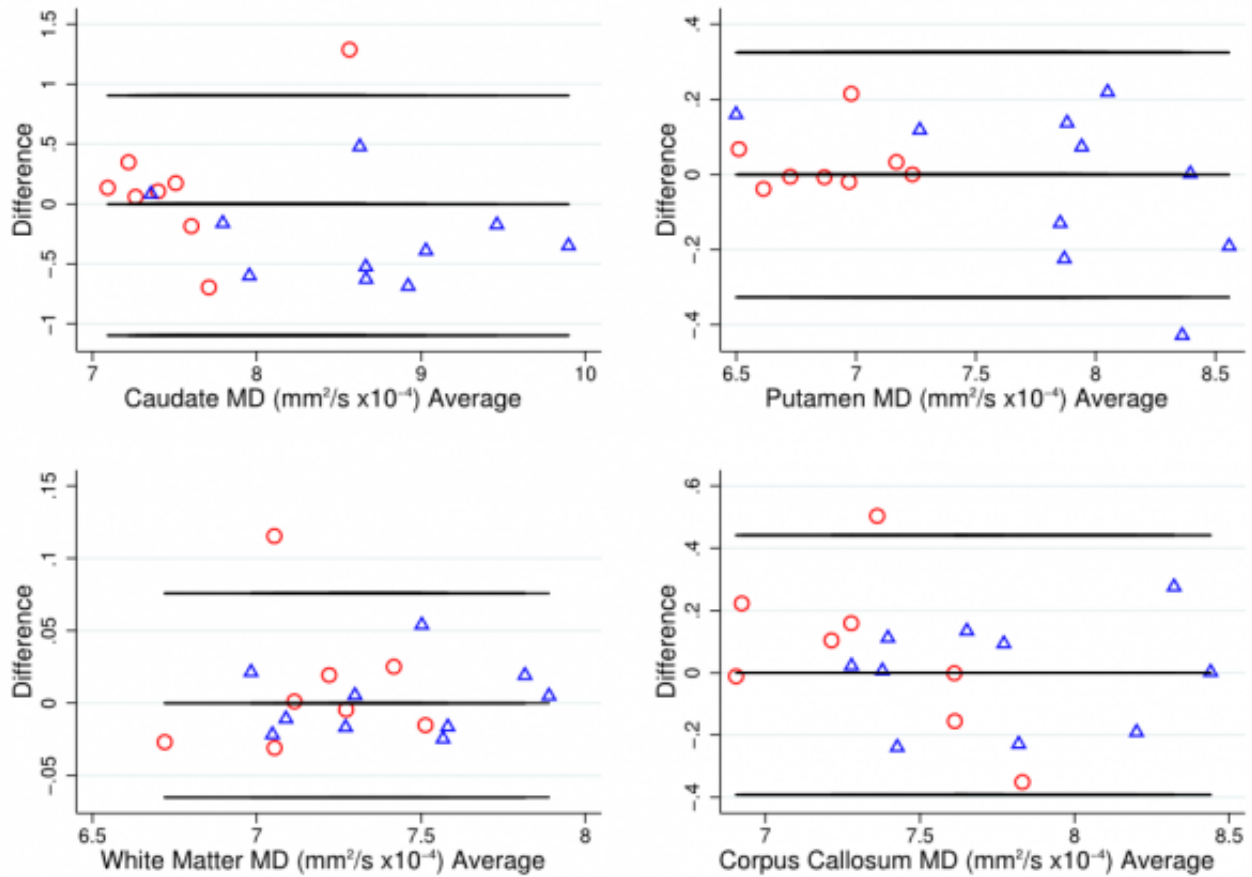 1.5
1
.5
0
-.5
-1
Difference
7 8 9 10
Caudate MD (mm²/s x10⁻⁴) Average
.4
.2
0
-.2
-.4
Difference
6.5 7 7.5 8 8.5
Putamen MD (mm²/s x10⁻⁴) Average
.15
.1
.05
0
-.05
Difference
6.5 7 7.5 8
White Matter MD (mm²/s x10⁻⁴) Average
.6
.4
.2
0
-.2
-.4
Difference
7 7.5 8 8.5
Corpus Callosum MD (mm²/s x10⁻⁴) Average